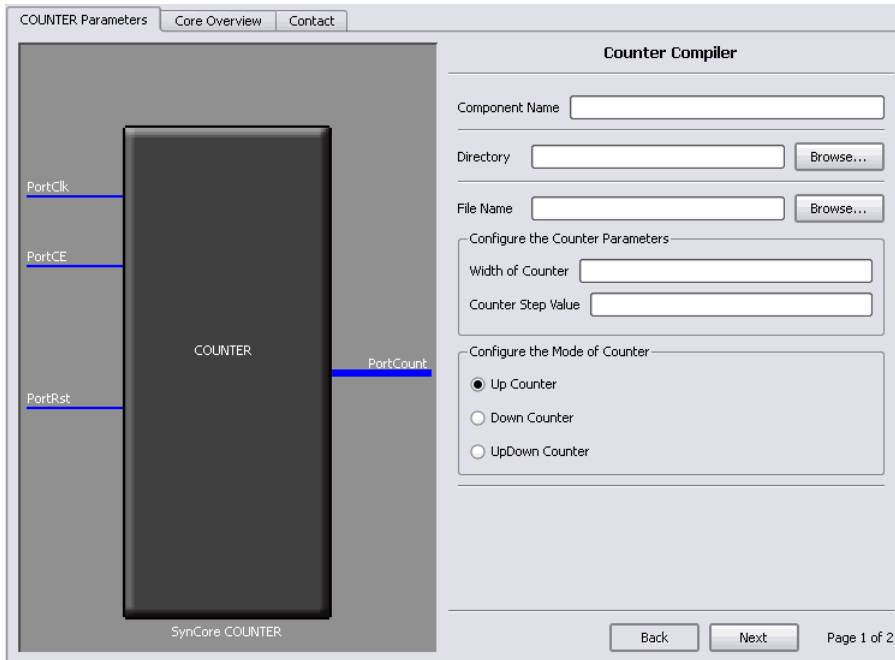 COUNTER Parameters
Core Overview
Contact
PortClk
PortCE
PortRst
COUNTER
PortCount
SynCore COUNTER
Counter Compiler
Component Name
Directory
Browse...
File Name
Browse...
Configure the Counter Parameters
Width of Counter
Counter Step Value
Configure the Mode of Counter
Up Counter
Down Counter
UpDown Counter
Back
Next
Page 1 of 2